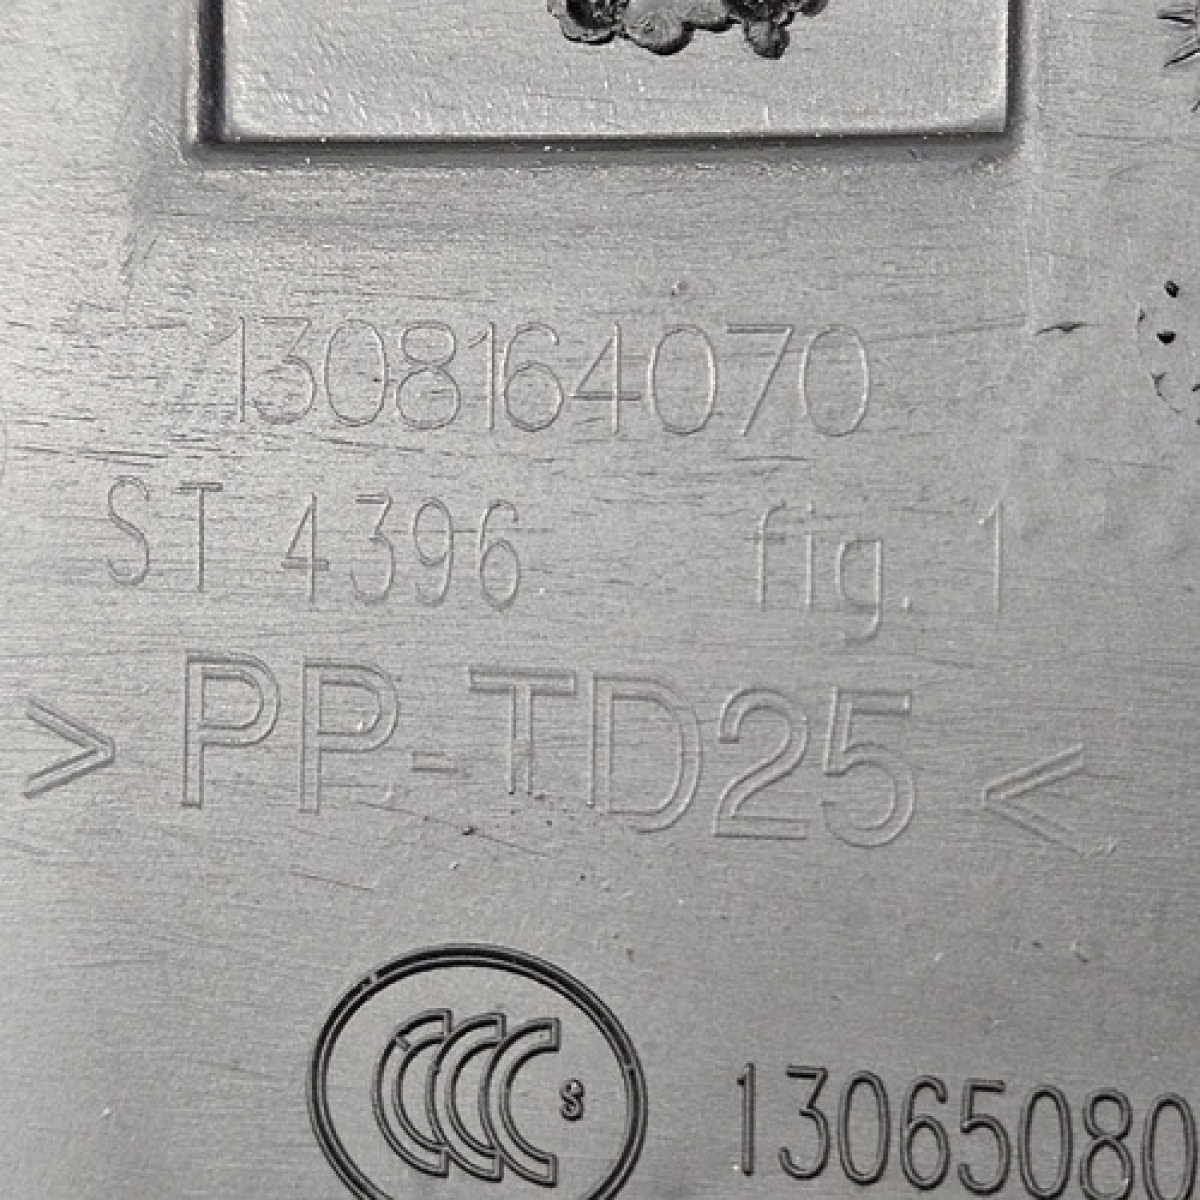 1308164070
ST 4396 fig. 1
>PP-TD25<
CCC S 13065080